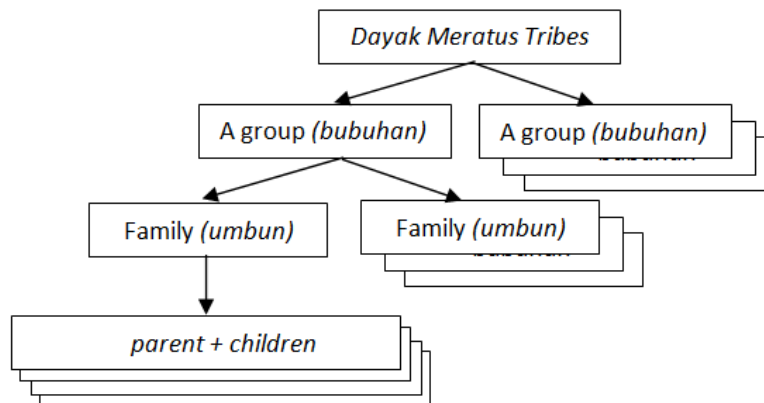 Dayak Meratus Tribes
A group (bubuhan)
A group (bubuhan)
Family (umbun)
Family (umbun)
parent + children